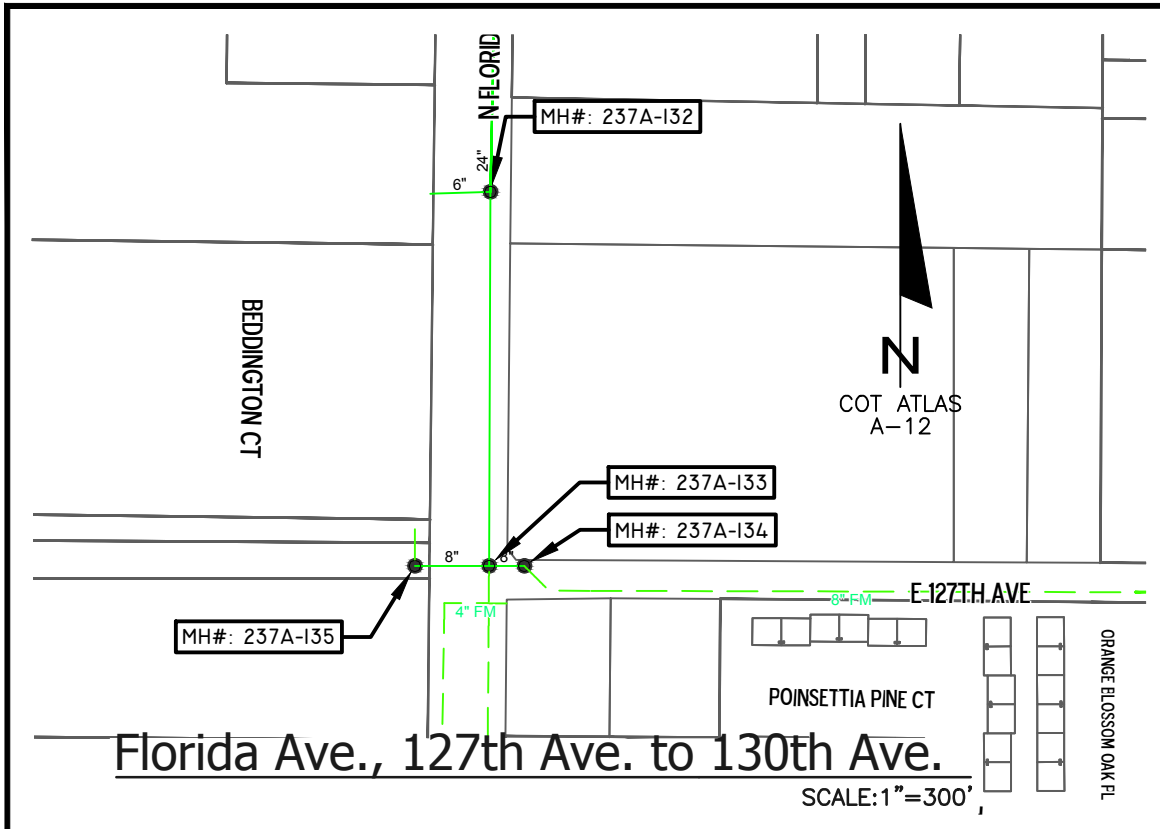 N FLORID
MH#: 237A-I32
24"
6"
BEDDINGTON CT
N
COT ATLAS
A-12
MH#: 237A-I33
MH#: 237A-I34
8"
8"
E 127TH AVE
8" FM
4" FM
MH#: 237A-I35
ORANGE BLOSSOM OAK PL
POINSETTIA PINE CT
Florida Ave., 127th Ave. to 130th Ave.
SCALE:1"=300'